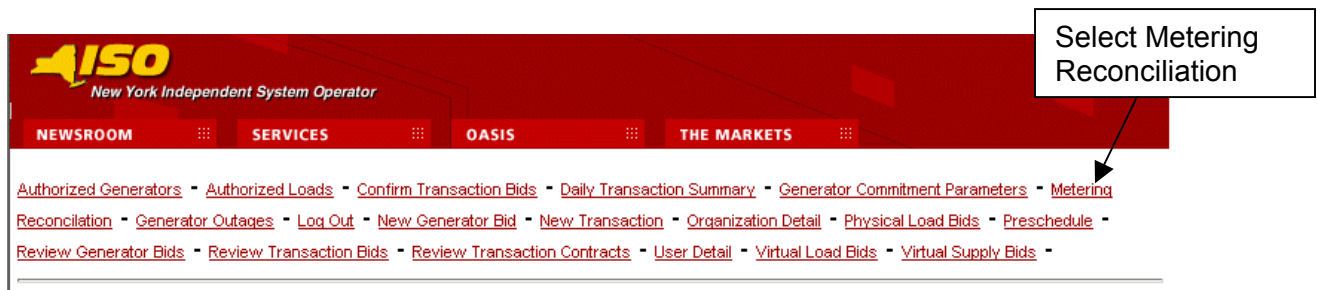 Select Metering
Reconciliation
ISO
New York Independent System Operator
NEWSROOM SERVICES OASIS THE MARKETS
Authorized Generators - Authorized Loads - Confirm Transaction Bids - Daily Transaction Summary - Generator Commitment Parameters - Metering
Reconcilation - Generator Outages - Log Out - New Generator Bid - New Transaction - Organization Detail - Physical Load Bids - Preschedule -
Review Generator Bids - Review Transaction Bids - Review Transaction Contracts - User Detail - Virtual Load Bids - Virtual Supply Bids -